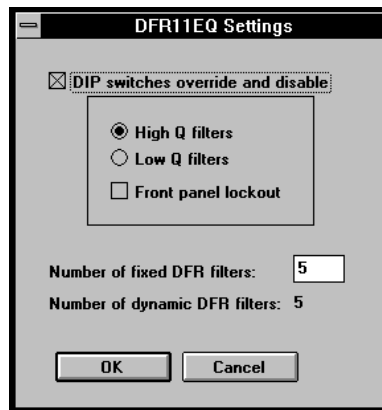 DFR11EQ Settings
DIP switches override and disable
High Q filters
Low Q filters
Front panel lockout
Number of fixed DFR filters: 5
Number of dynamic DFR filters: 5
OK Cancel